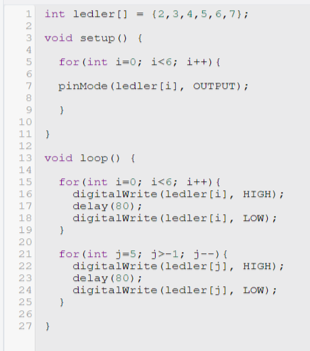 1 int ledler[] = {2,3,4,5,6,7};
2
3 void setup() {
4
5 for(int i=0; i<6; i++){
6
7 pinMode(ledler[i], OUTPUT);
8
9 }
10
11 }
12
13 void loop() {
14
15 for(int i=0; i<6; i++){
16 digitalWrite(ledler[i], HIGH);
17 delay(80);
18 digitalWrite(ledler[i], LOW);
19 }
20
21 for(int j=5; j>-1; j--){
22 digitalWrite(ledler[j], HIGH);
23 delay(80);
24 digitalWrite(ledler[j], LOW);
25 }
26
27 }